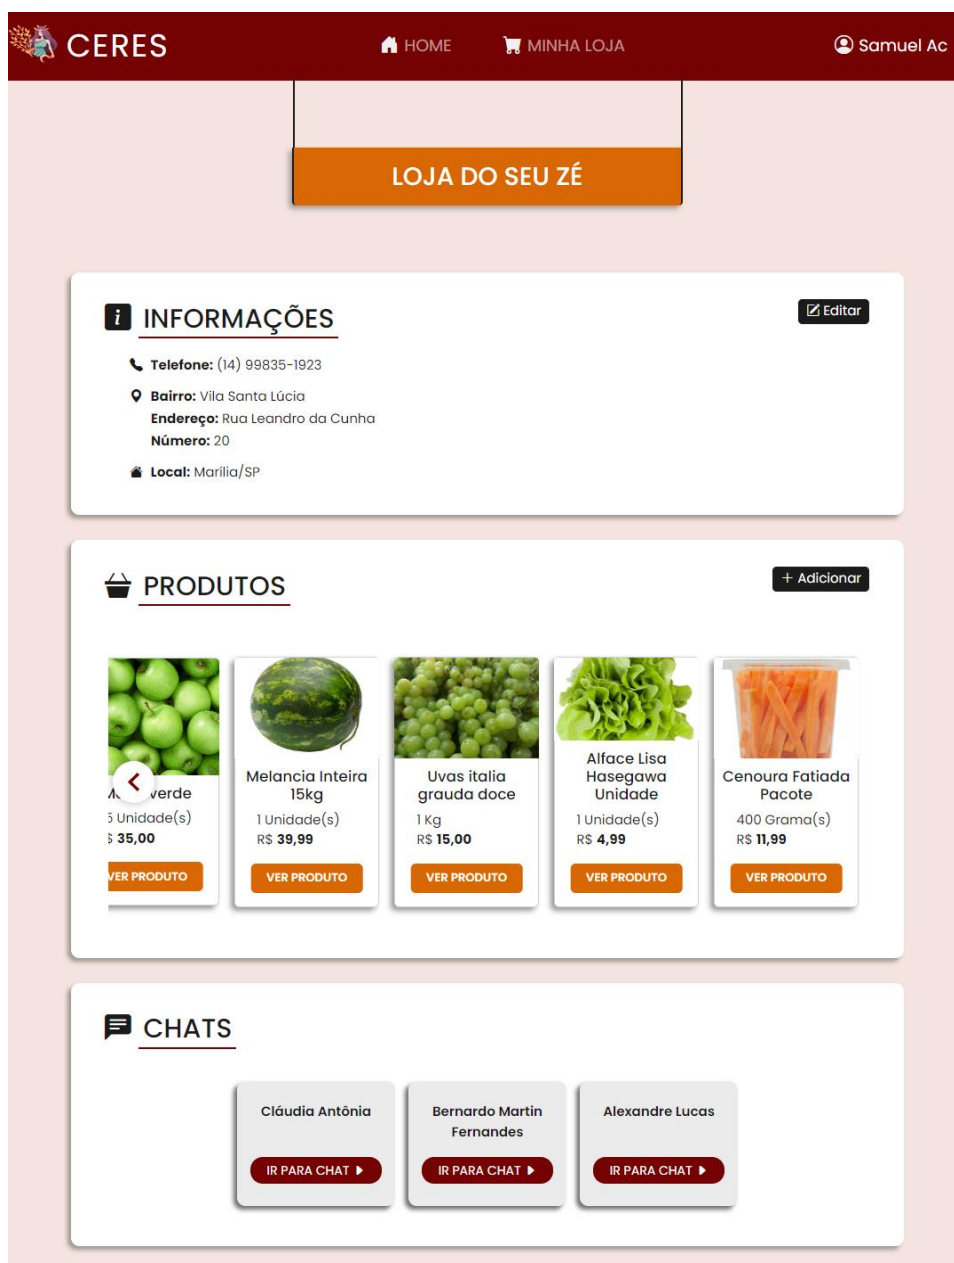 CERES
HOME
MINHA LOJA
Samuel Ac
LOJA DO SEU ZÉ
INFORMAÇÕES
Editar
Telefone: (14) 99835-1923
Bairro: Vila Santa Lúcia
Endereço: Rua Leandro da Cunha
Número: 20
Local: Marília/SP
PRODUTOS
+ Adicionar
verde
5 Unidade(s)
$ 35,00
VER PRODUTO
Melancia Inteira
15kg
1 Unidade(s)
R$ 39,99
VER PRODUTO
Uvas italia
grauda doce
1 Kg
R$ 15,00
VER PRODUTO
Alface Lisa
Hasegawa
Unidade
1 Unidade(s)
R$ 4,99
VER PRODUTO
Cenoura Fatiada
Pacote
400 Grama(s)
R$ 11,99
VER PRODUTO
CHATS
Cláudia Antônia
IR PARA CHAT
Bernardo Martin
Fernandes
IR PARA CHAT
Alexandre Lucas
IR PARA CHAT